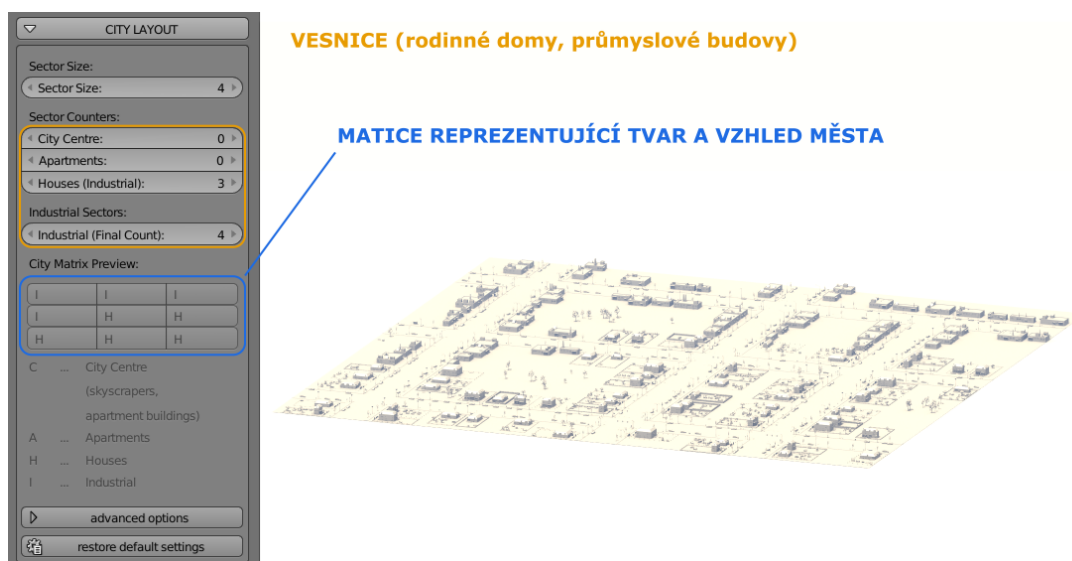 CITY LAYOUT
VESNICE (rodinné domy, průmyslové budovy)
Sector Size:
Sector Size: 4
Sector Counters:
City Centre: 0
MATICE REPREZENTUJÍCÍ TVAR A VZHLED MĚSTA
Apartments: 0
Houses (Industrial): 3
Industrial Sectors:
Industrial (Final Count): 4
City Matrix Preview:
I I I
I H H
H H H
C ... City Centre
(skyscrapers,
apartment buildings)
A ... Apartments
H ... Houses
I ... Industrial
advanced options
restore default settings